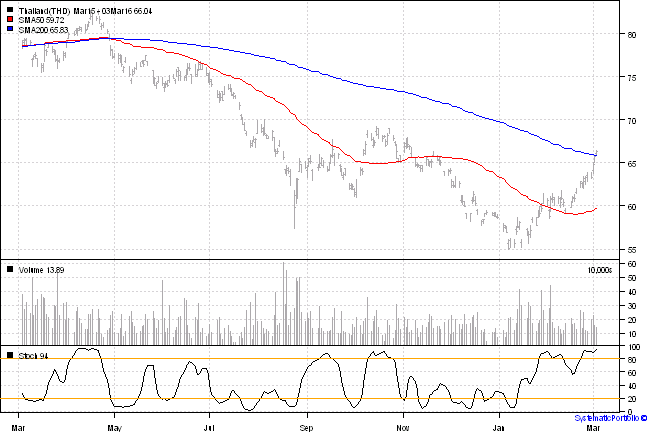 Thailand(THD) Mar15 - 03Mar16 66.04
SMA50 59.72
SMA200 65.83
80
75
70
65
60
55
Volume 13.89
10,000s
60
50
40
30
20
10
Stoch 94
100
80
60
40
20
0
Mar May Jul Sep Nov Jan Mar
SystematicPortfolio ©